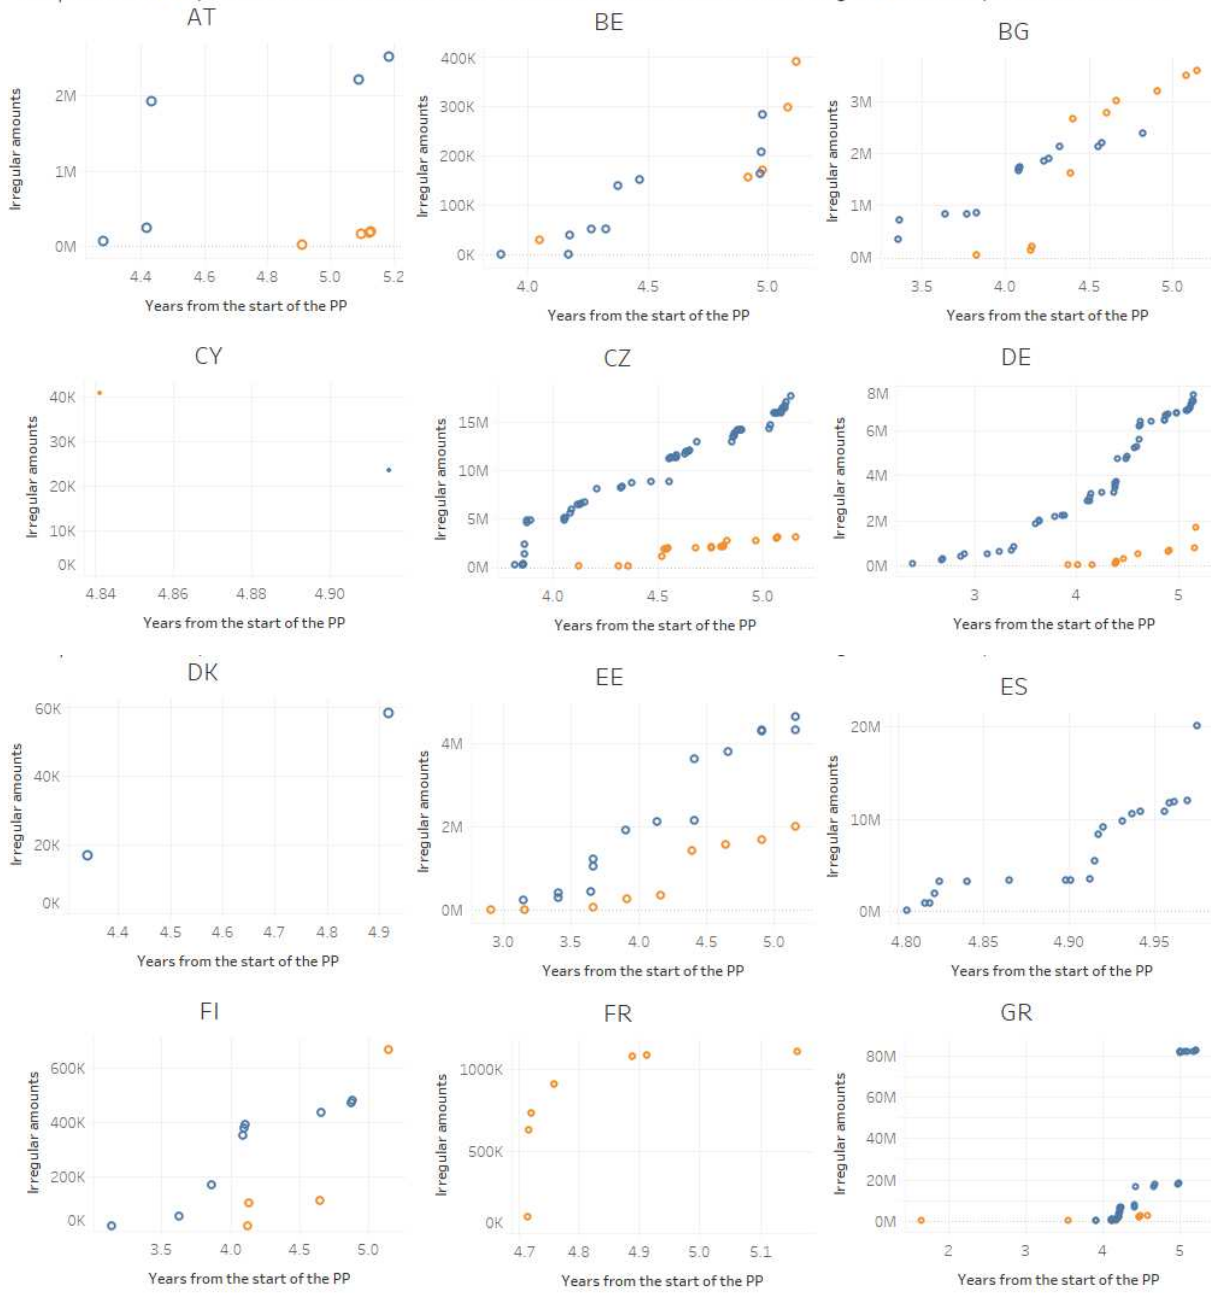 AT
BE
BG
Irregular amounts
2M
1M
0M
4.4 4.6 4.8 5.0 5.2
Years from the start of the PP
Irregular amounts
400K
300K
200K
100K
0K
4.0 4.5 5.0
Years from the start of the PP
Irregular amounts
3M
2M
1M
0M
3.5 4.0 4.5 5.0
Years from the start of the PP
CY
CZ
DE
Irregular amounts
40K
30K
20K
10K
0K
4.84 4.86 4.88 4.90
Years from the start of the PP
Irregular amounts
15M
10M
5M
0M
4.0 4.5 5.0
Years from the start of the PP
Irregular amounts
8M
6M
4M
2M
0M
3 4 5
Years from the start of the PP
DK
EE
ES
Irregular amounts
60K
40K
20K
0K
4.4 4.5 4.6 4.7 4.8 4.9
Years from the start of the PP
Irregular amounts
4M
2M
0M
3.0 3.5 4.0 4.5 5.0
Years from the start of the PP
Irregular amounts
20M
10M
0M
4.80 4.85 4.90 4.95
Years from the start of the PP
FI
FR
GR
Irregular amounts
600K
400K
200K
0K
3.5 4.0 4.5 5.0
Years from the start of the PP
Irregular amounts
1000K
500K
0K
4.7 4.8 4.9 5.0 5.1
Years from the start of the PP
Irregular amounts
80M
60M
40M
20M
0M
2 3 4 5
Years from the start of the PP